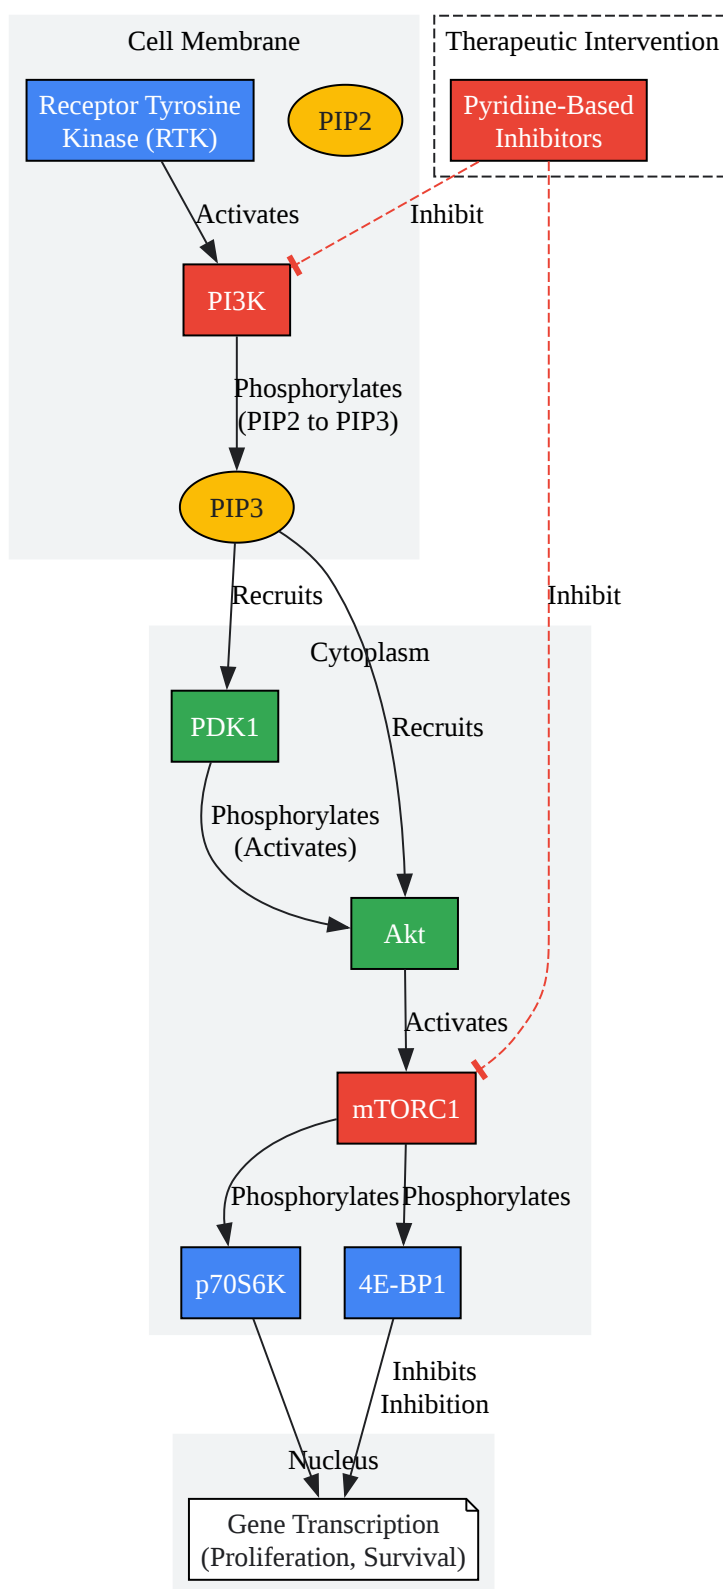 Cell Membrane
Therapeutic Intervention
Receptor Tyrosine
Kinase (RTK)
PIP2
Pyridine-Based
Inhibitors
Activates
Inhibit
PI3K
Phosphorylates
(PIP2 to PIP3)
PIP3
Recruits
Inhibit
Cytoplasm
PDK1
Recruits
Phosphorylates
(Activates)
Akt
Activates
mTORC1
Phosphorylates
Phosphorylates
p70S6K
4E-BP1
Inhibits
Inhibition
Nucleus
Gene Transcription
(Proliferation, Survival)